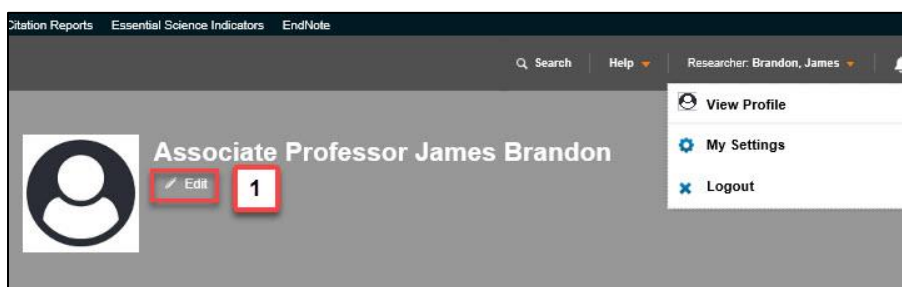 Citation Reports Essential Science Indicators EndNote
Search Help Researcher: Brandon, James
View Profile
Associate Professor James Brandon
My Settings
Edit 1
Logout